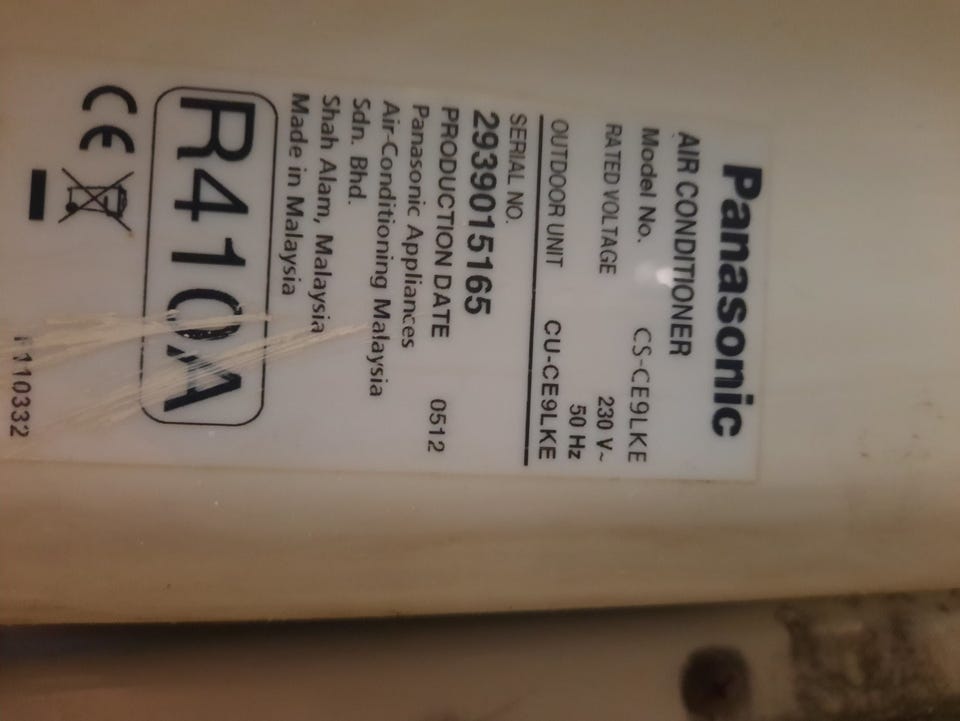 Panasonic
AIR CONDITIONER
Model No. CS-CE9LKE
RATED VOLTAGE 230 V~
50 Hz
OUTDOOR UNIT CU-CE9LKE
SERIAL NO.
2939015165
PRODUCTION DATE 0512
Panasonic Appliances
Air-Conditioning Malaysia
Sdn. Bhd.
Shah Alam, Malaysia
Made in Malaysia
R410A
CE